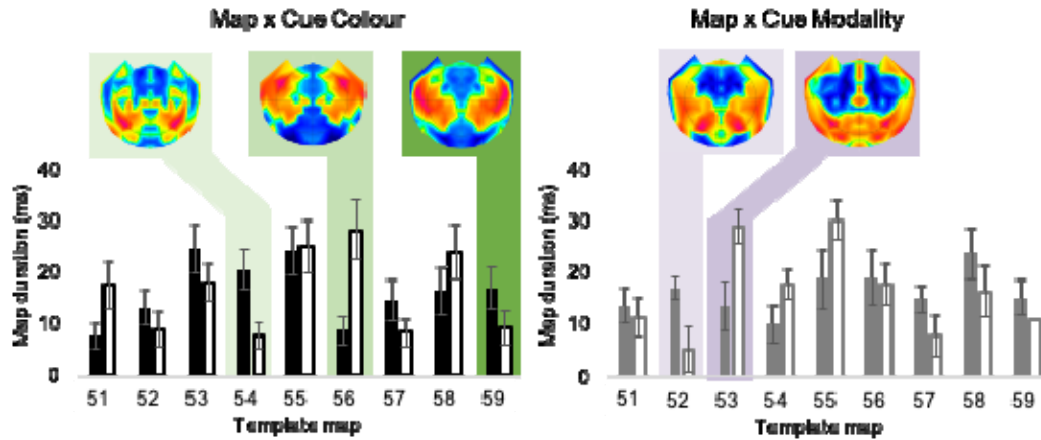 Map x Cue Colour
Map duration (ms)
40
30
20
10
0
51 52 53 54 55 56 57 58 59
Template map
Map x Cue Modality
Map duration (ms)
40
30
20
10
0
51 52 53 54 55 56 57 58 59
Template map